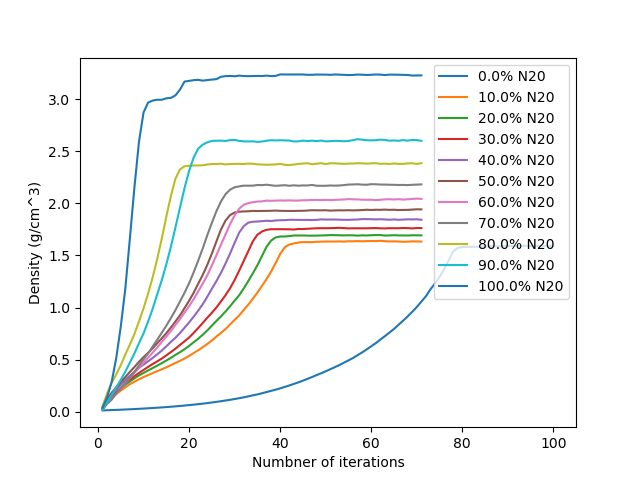 3.0
2.5
2.0
1.5
1.0
0.5
0.0
Density (g/cm^3)
0 20 40 60 80 100
Numbner of iterations
0.0% N20
10.0% N20
20.0% N20
30.0% N20
40.0% N20
50.0% N20
60.0% N20
70.0% N20
80.0% N20
90.0% N20
100.0% N20